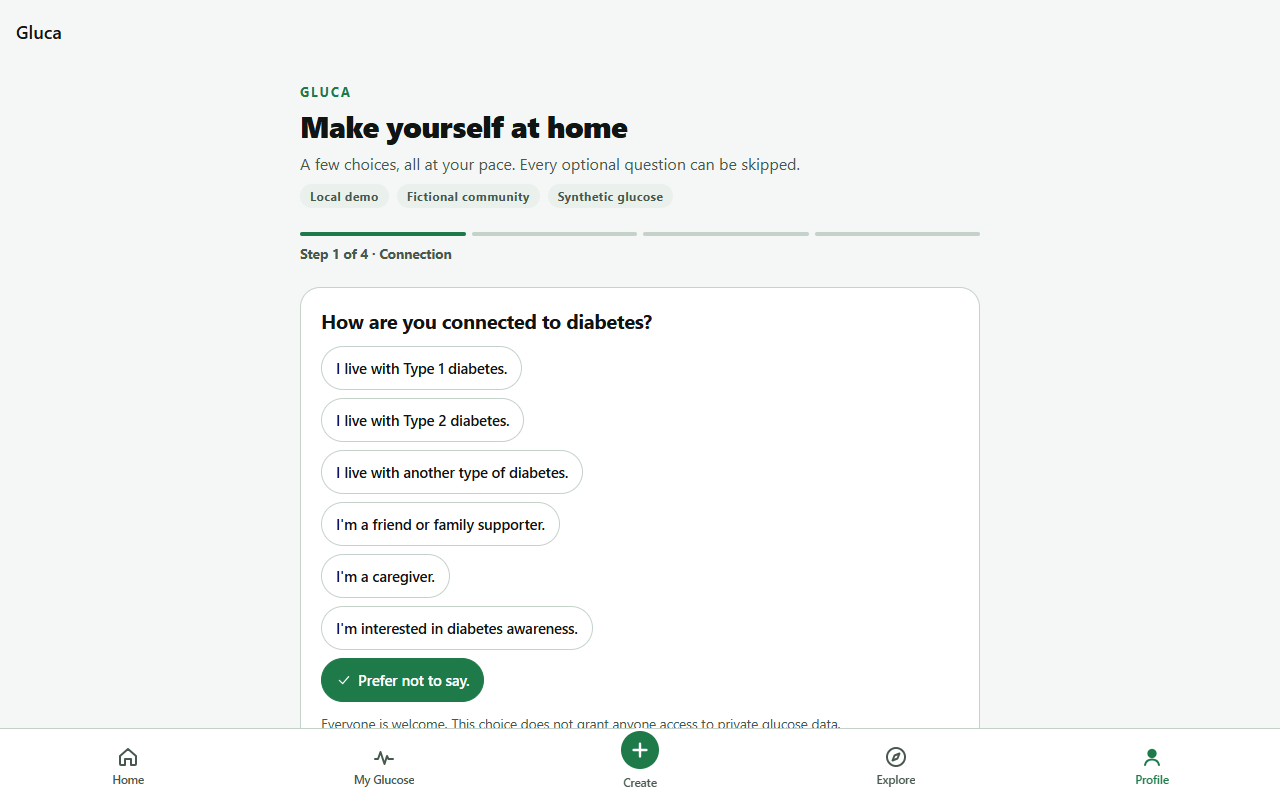 Gluca
GLUCA
Make yourself at home
A few choices, all at your pace. Every optional question can be skipped.
Local demo
Fictional community
Synthetic glucose
Step 1 of 4 · Connection
How are you connected to diabetes?
I live with Type 1 diabetes.
I live with Type 2 diabetes.
I live with another type of diabetes.
I'm a friend or family supporter.
I'm a caregiver.
I'm interested in diabetes awareness.
Prefer not to say.
Everyone is welcome. This choice does not grant anyone access to private glucose data.
Home
My Glucose
Create
Explore
Profile